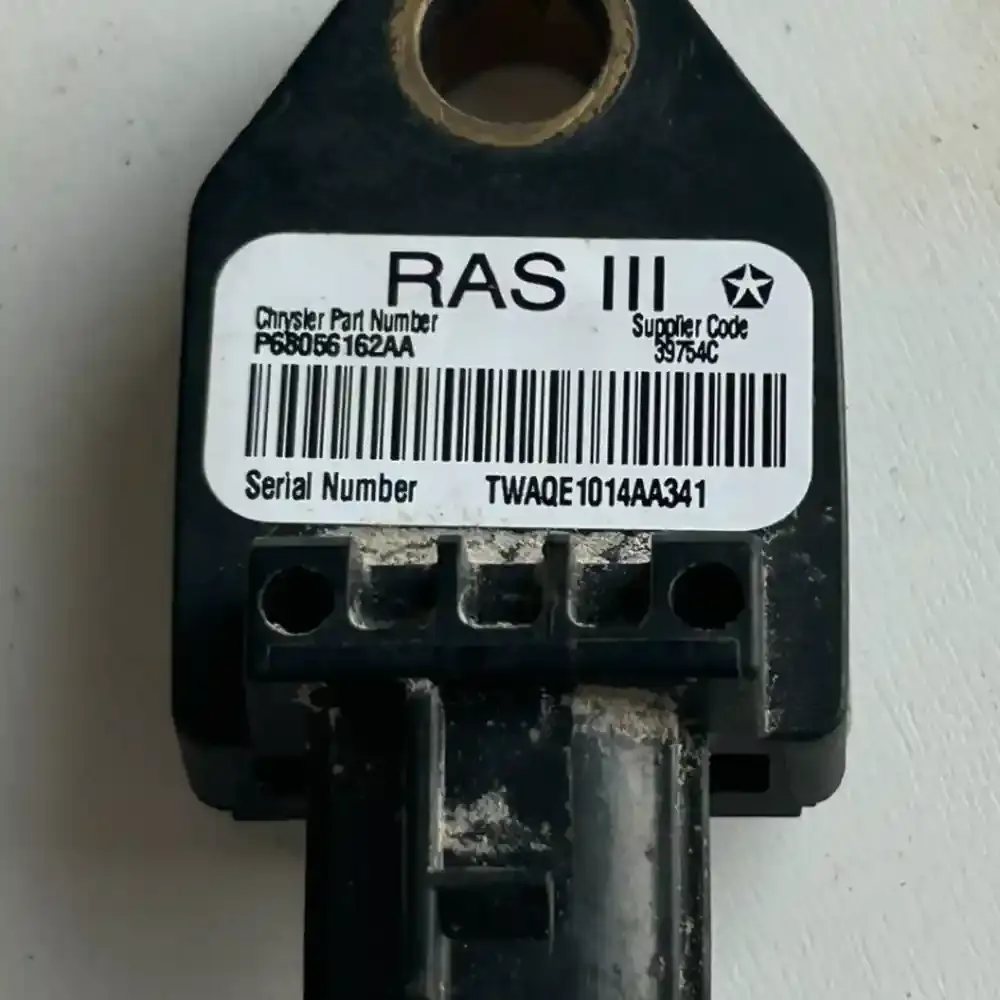 RAS III
Chrysler Part Number
P68056162AA
Supplier Code
39754C
Serial Number TWAQE1014AA341